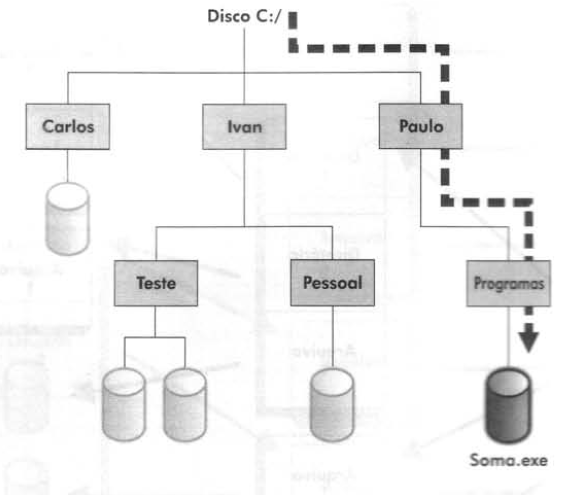 Disco C:/
Carlos
Ivan
Paulo
Teste
Pessoal
Programas
Soma.exe